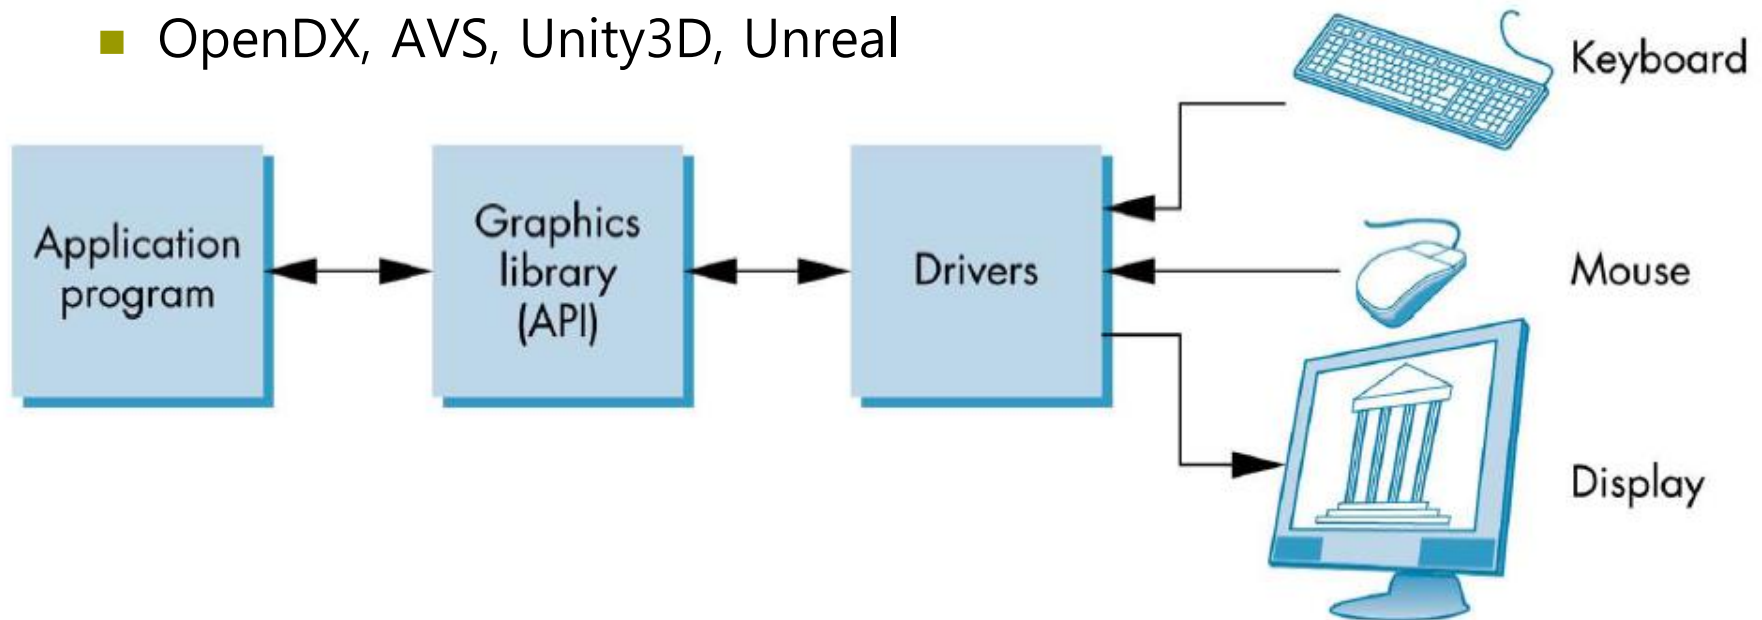 OpenDX, AVS, Unity3D, Unreal
Application
program
Graphics
library
(API)
Drivers
Keyboard
Mouse
Display